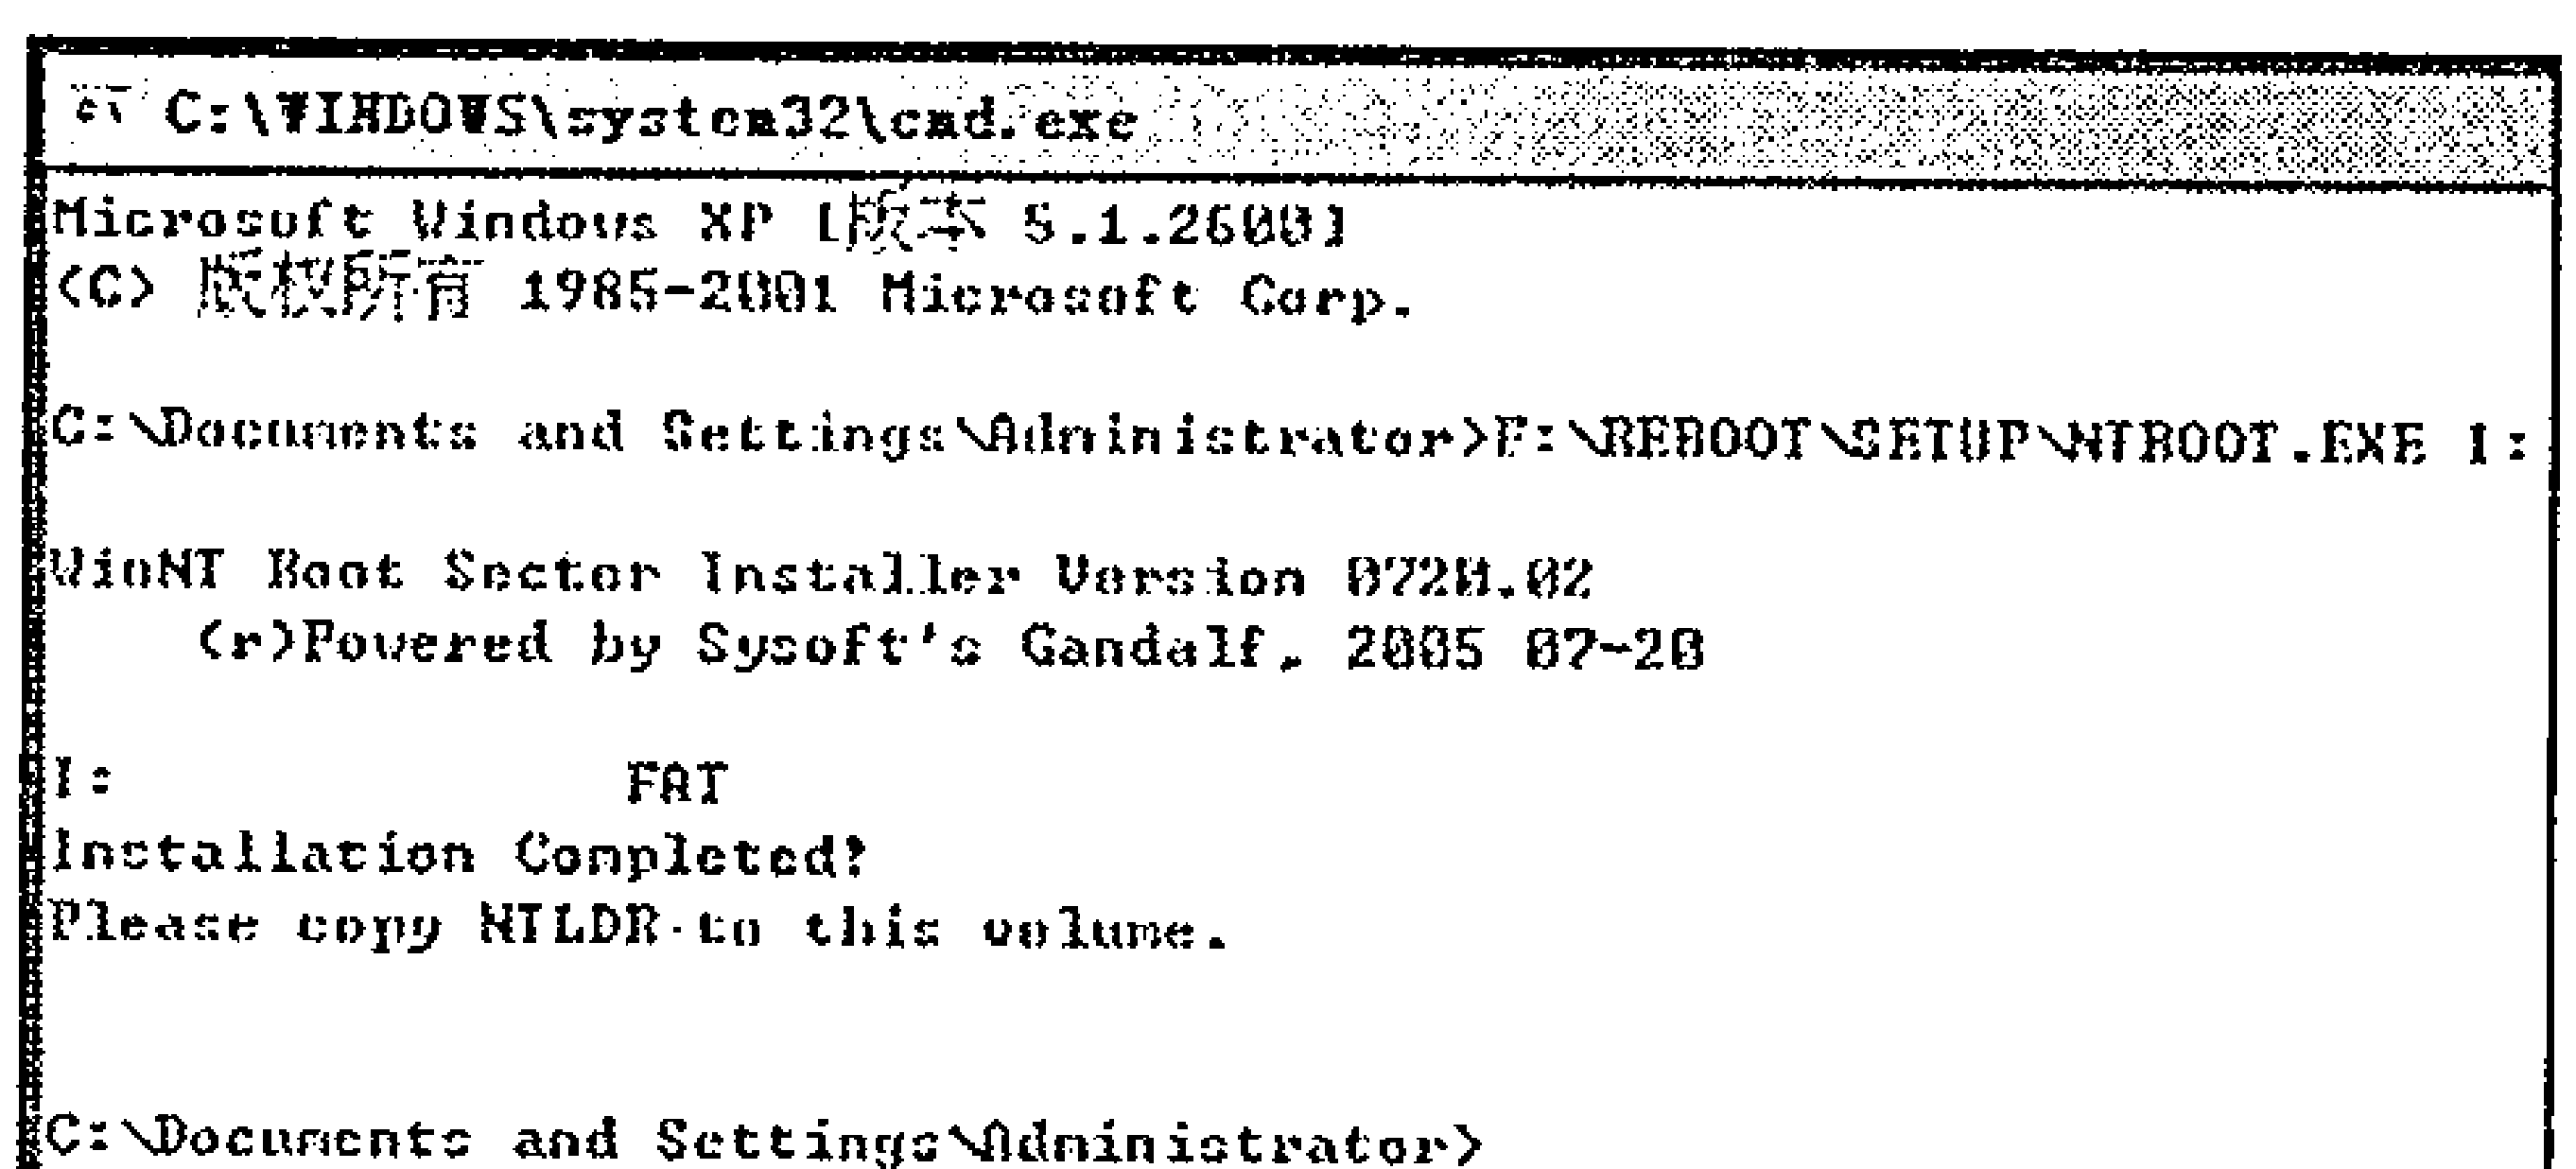 C:\WINDOWS\system32\cmd.exe
Microsoft Windows XP [版本 5.1.2600]
(C) 版权所有 1985-2001 Microsoft Corp.
C:\Documents and Settings\Administrator>F:\REBOOT\SETUP\NTBOOT.EXE I:
WinNT Boot Sector Installer Version 0720.02
(r)Powered by Sysoft's Gandalf, 2005 07-20
I: FAT
Installation Completed!
Please copy NTLDR to this volume.
C:\Documents and Settings\Administrator>